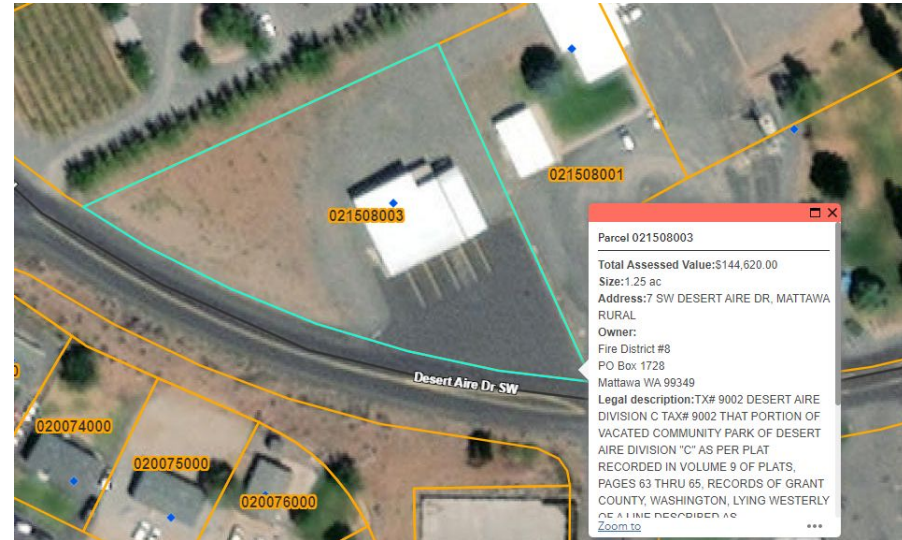 021508001
021508003
Parcel 021508003
Total Assessed Value:$144,620.00
Size:1.25 ac
Address:7 SW DESERT AIRE DR, MATTAWA
RURAL
Owner:
Fire District #8
PO Box 1728
Mattawa WA 99349
Legal description:TX# 9002 DESERT AIRE
DIVISION C TAX# 9002 THAT PORTION OF
VACATED COMMUNITY PARK OF DESERT
AIRE DIVISION "C" AS PER PLAT
RECORDED IN VOLUME 9 OF PLATS,
PAGES 63 THRU 65, RECORDS OF GRANT
COUNTY, WASHINGTON, LYING WESTERLY
OF A LINE DESCRIBED AS
Zoom to
Desert Aire Dr SW
020074000
020075000
020076000